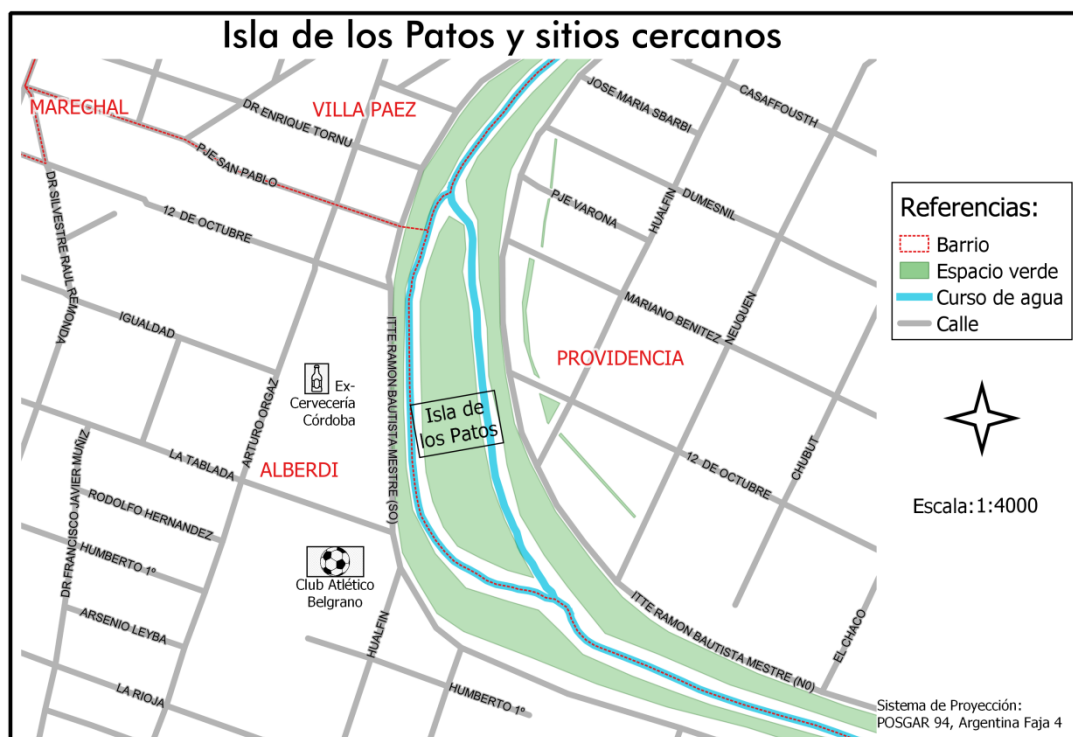 Isla de los Patos y sitios cercanos
MARECHAL
VILLA PAEZ
DR ENRIQUE TORNU
PJE SAN PABLO
12 DE OCTUBRE
DR SILVESTRE RAUL REMONDA
IGUALDAD
ARTURO ORGAZ
Ex-
Cervecería
Córdoba
ITTE RAMON BAUTISTA MESTRE (SO)
LA TABLADA
ALBERDI
DR FRANCISCO JAVIER MUÑIZ
RODOLFO HERNANDEZ
HUMBERTO 1º
ARSENIO LEYBA
LA RIOJA
Club Atlético
Belgrano
HUALFIN
HUMBERTO 1º
Isla de
los Patos
JOSE MARIA SBARBI
CASAFFOUSTH
PJE VARONA
HUALFIN
DUMESNIL
MARIANO BENITEZ
NEUQUEN
PROVIDENCIA
12 DE OCTUBRE
CHUBUT
ITTE RAMON BAUTISTA MESTRE (N0)
EL CHACO
Referencias:
Barrio
Espacio verde
Curso de agua
Calle
Escala:1:4000
Sistema de Proyección:
POSGAR 94, Argentina Faja 4